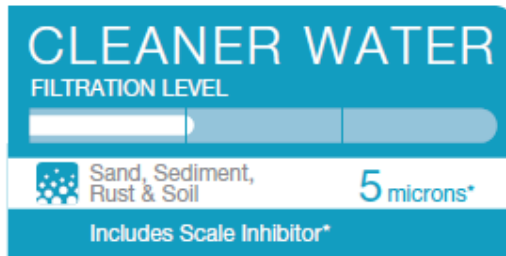 CLEANER WATER
FILTRATION LEVEL
Sand, Sediment,
Rust & Soil
5 microns*
Includes Scale Inhibitor*